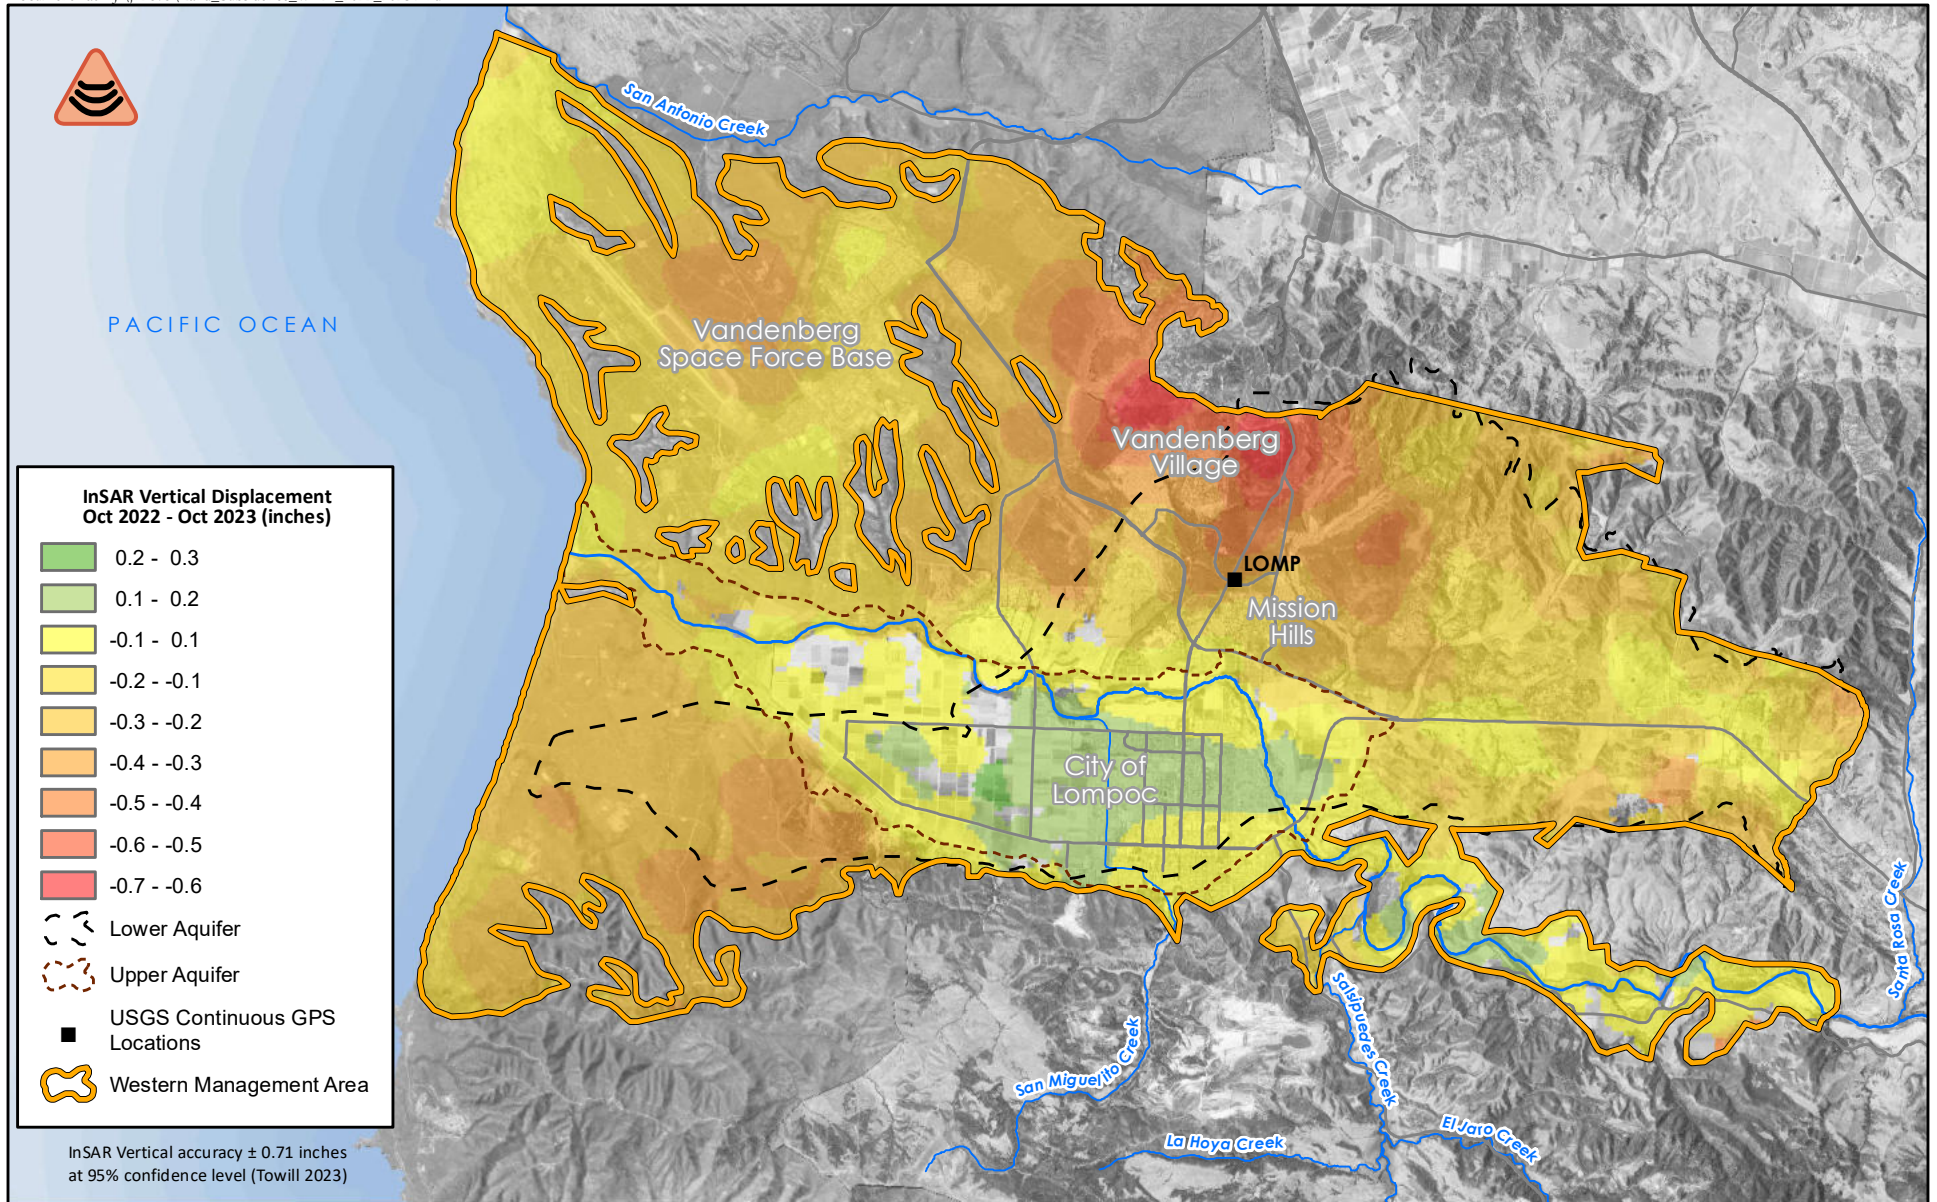 San Antonio Creek
PACIFIC OCEAN
Vandenberg
Space Force Base
Vandenberg
Village
LOMP
Mission
Hills
City of
Lompoc
InSAR Vertical Displacement
Oct 2022 - Oct 2023 (inches)
0.2 - 0.3
0.1 - 0.2
-0.1 - 0.1
-0.2 - -0.1
-0.3 - -0.2
-0.4 - -0.3
-0.5 - -0.4
-0.6 - -0.5
-0.7 - -0.6
Lower Aquifer
Upper Aquifer
USGS Continuous GPS
Locations
Western Management Area
Santa Rosa Creek
Salsipuedes Creek
San Miguelito Creek
El Jaro Creek
La Hoya Creek
InSAR Vertical accuracy ± 0.71 inches
at 95% confidence level (Towill 2023)